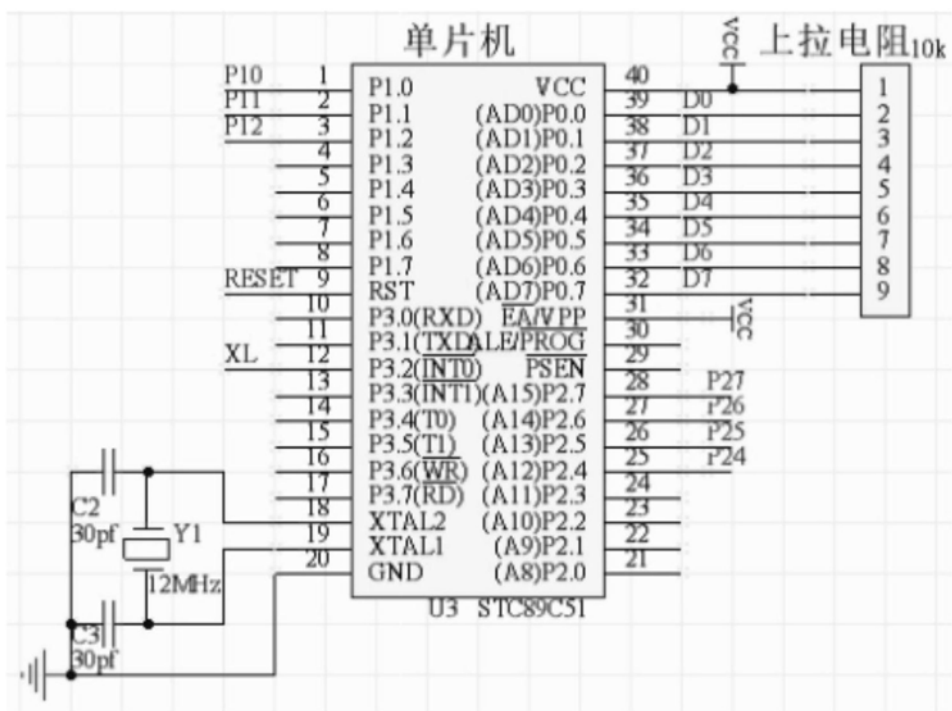 单片机
VCC
上拉电阻10k
P10 1 P1.0 VCC 40 1
P11 2 P1.1 (AD0)P0.0 39 D0 2
P12 3 P1.2 (AD1)P0.1 38 D1 3
4 P1.3 (AD2)P0.2 37 D2 4
5 P1.4 (AD3)P0.3 36 D3 5
6 P1.5 (AD4)P0.4 35 D4 6
7 P1.6 (AD5)P0.5 34 D5 7
8 P1.7 (AD6)P0.6 33 D6 8
RESET 9 RST (AD7)P0.7 32 D7 9
10 P3.0(RXD) EA/VPP 31 VCC
11 P3.1(TXD) ALE/PROG 30
XL 12 P3.2(INT0) PSEN 29
13 P3.3(INT1) (A15)P2.7 28 P27
14 P3.4(T0) (A14)P2.6 27 P26
15 P3.5(T1) (A13)P2.5 26 P25
16 P3.6(WR) (A12)P2.4 25 P24
17 P3.7(RD) (A11)P2.3 24
18 XTAL2 (A10)P2.2 23
19 XTAL1 (A9)P2.1 22
20 GND (A8)P2.0 21
C2
30pf
Y1
12MHz
C3
30pf
U3 STC89C51